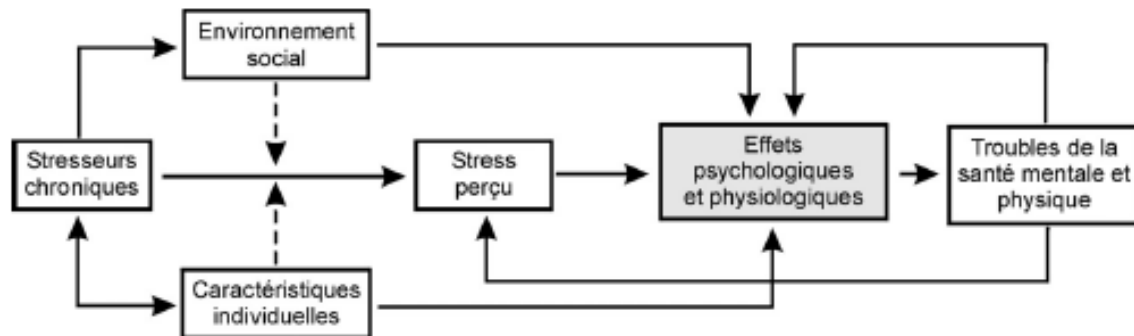 Environnement
social
Stresseurs
chroniques
Stress
perçu
Effets
psychologiques
et physiologiques
Troubles de la
santé mentale et
physique
Caractéristiques
individuelles